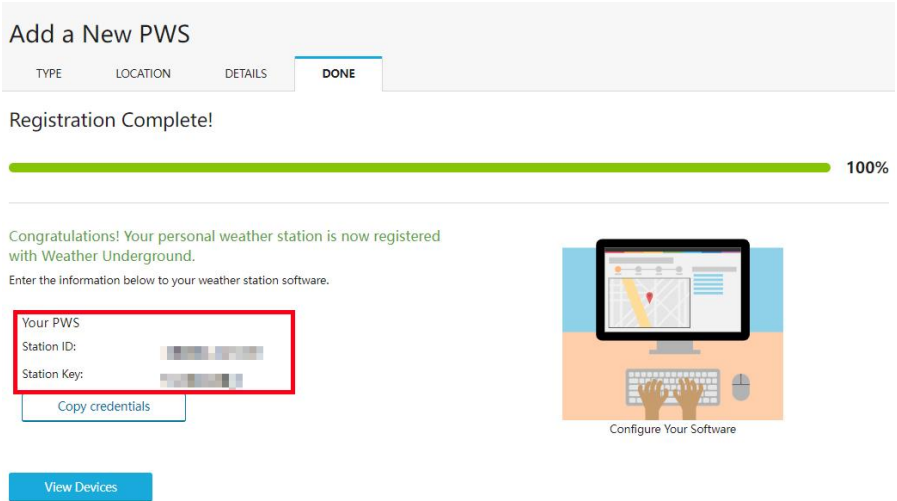 Add a New PWS
TYPE LOCATION DETAILS DONE
Registration Complete!
100%
Congratulations! Your personal weather station is now registered
with Weather Underground.
Enter the information below to your weather station software.
Your PWS
Station ID:
Station Key:
Copy credentials
Configure Your Software
View Devices